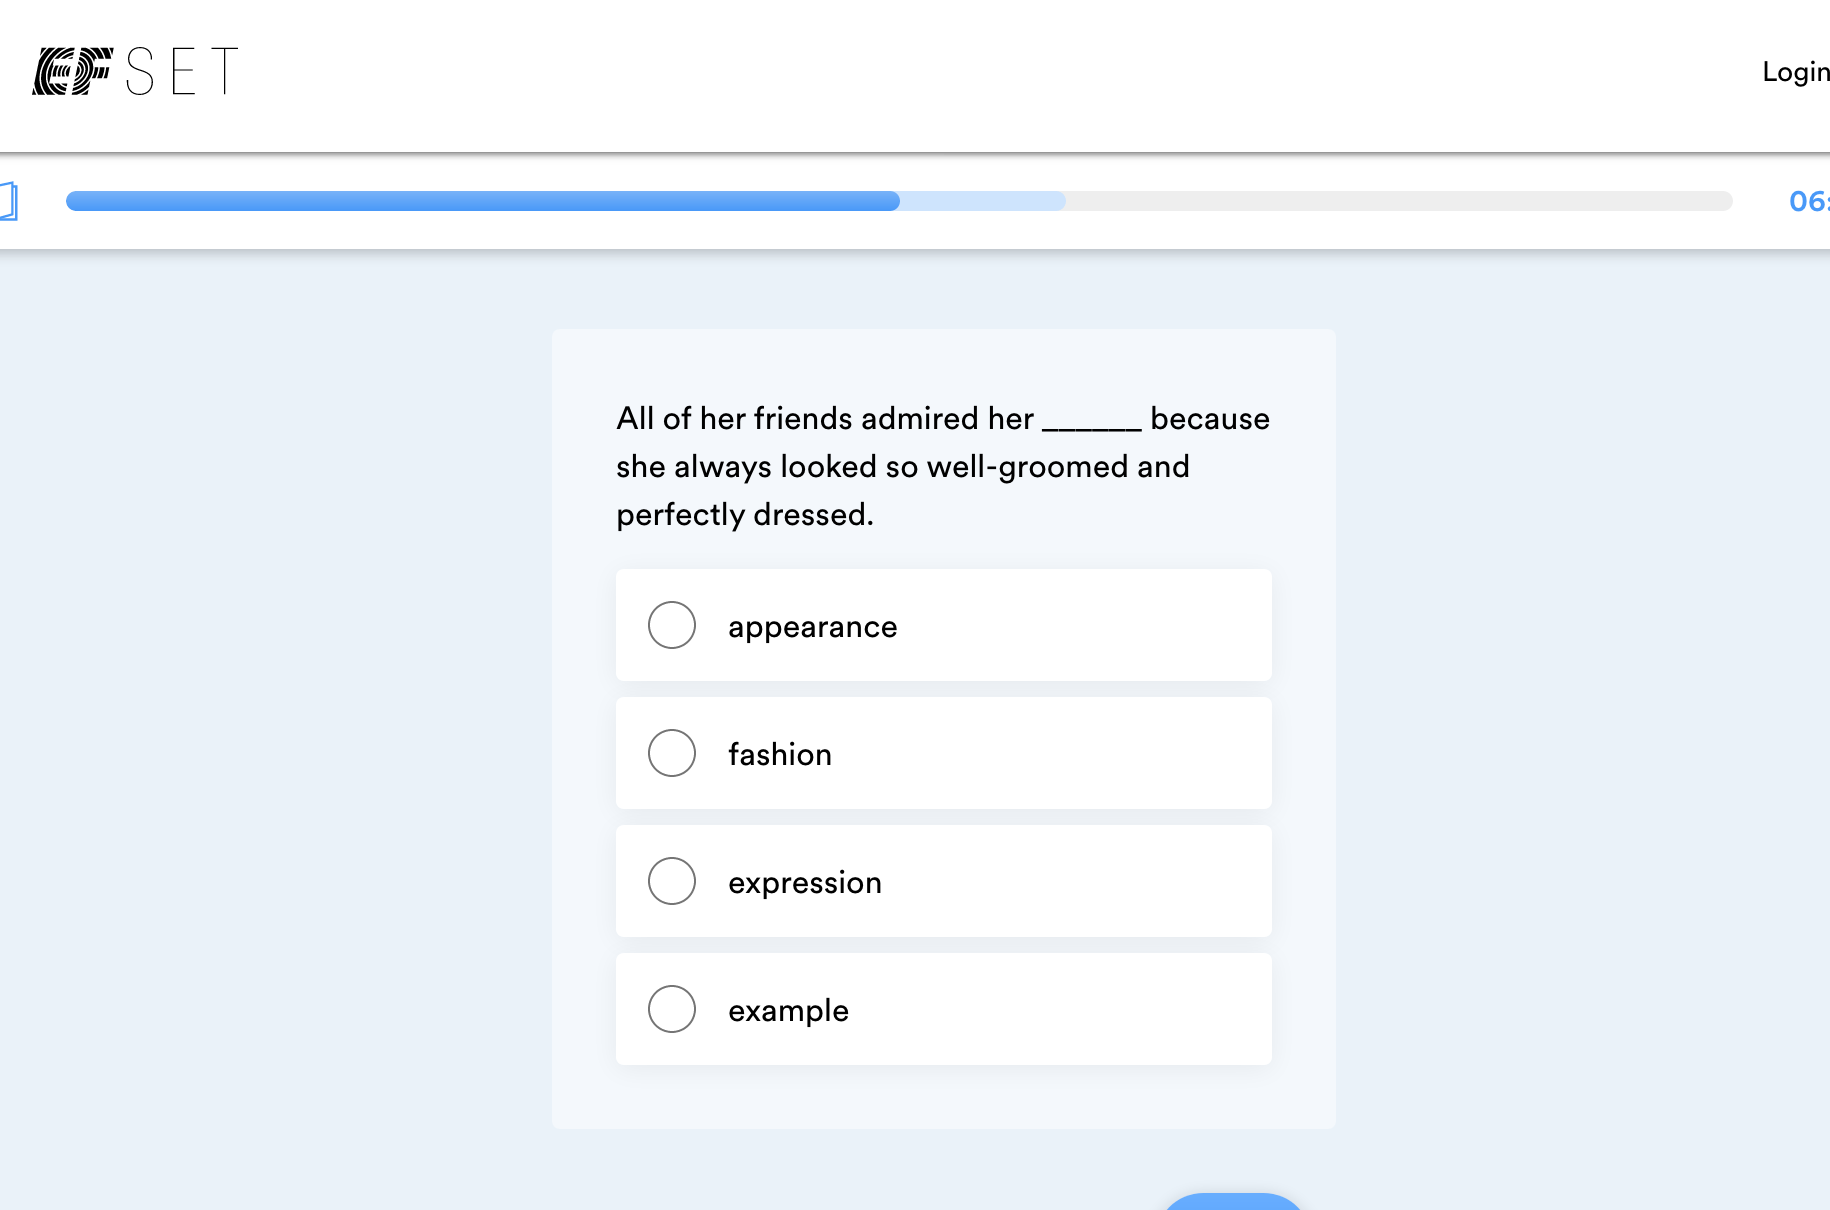 EF SET
Login
06:
All of her friends admired her ______ because
she always looked so well-groomed and
perfectly dressed.
appearance
fashion
expression
example